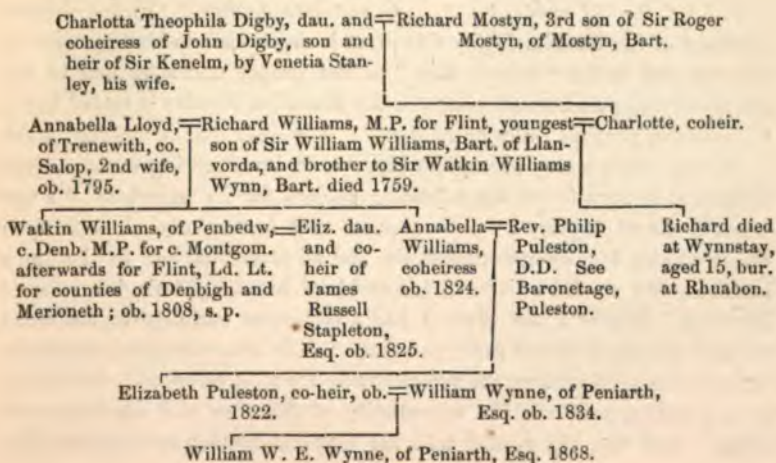 Charlotta Theophila Digby, dau. and
coheiress of John Digby, son and
heir of Sir Kenelm, by Venetia Stan-
ley, his wife.
Richard Mostyn, 3rd son of Sir Roger
Mostyn, of Mostyn, Bart.
Annabella Lloyd,
of Trenewith, co.
Salop, 2nd wife,
ob. 1795.
Richard Williams, M.P. for Flint, youngest
son of Sir William Williams, Bart. of Llan-
vorda, and brother to Sir Watkin Williams
Wynn, Bart. died 1759.
Charlotte, coheir.
Watkin Williams, of Penbedw,
c. Denb. M.P. for c. Montgom.
afterwards for Flint, Ld. Lt.
for counties of Denbigh and
Merioneth; ob. 1808, s. p.
Eliz. dau.
and co-
heir of
James
Russell
Stapleton,
Esq. ob. 1825.
Annabella
Williams,
coheiress
ob. 1824.
Rev. Philip
Puleston,
D.D. See
Baronetage,
Puleston.
Richard died
at Wynnstay,
aged 15, bur.
at Rhuabon.
Elizabeth Puleston, co-heir, ob.
1822.
William Wynne, of Peniarth,
Esq. ob. 1834.
William W. E. Wynne, of Peniarth, Esq. 1868.